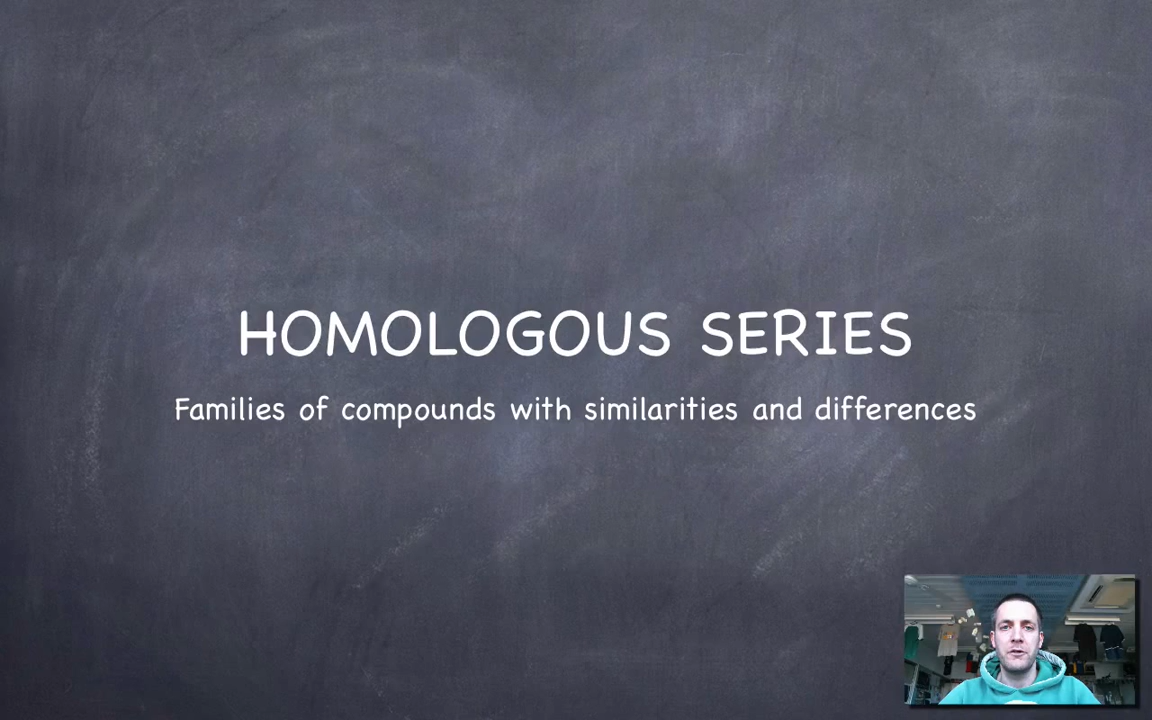 HOMOLOGOUS SERIES
Families of compounds with similarities and differences